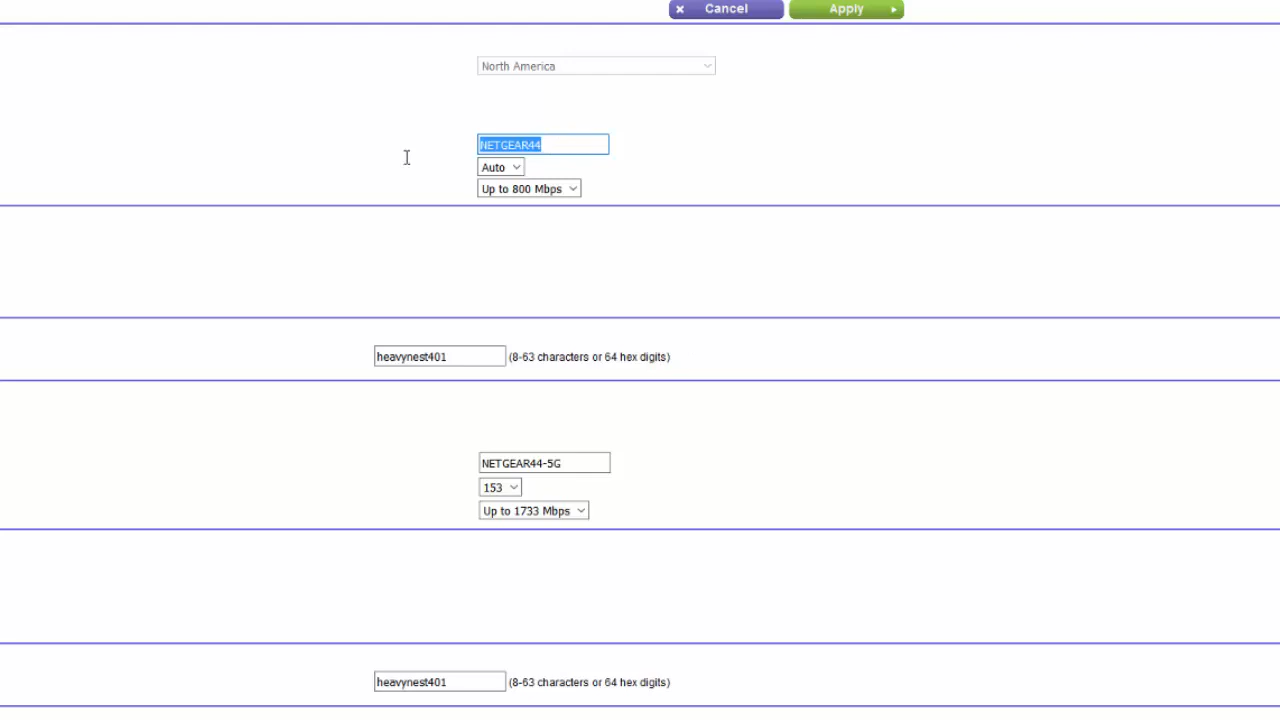 Cancel
Apply
North America
NETGEAR44
Auto
Up to 800 Mbps
heavynest401 (8-63 characters or 64 hex digits)
NETGEAR44-5G
153
Up to 1733 Mbps
heavynest401 (8-63 characters or 64 hex digits)